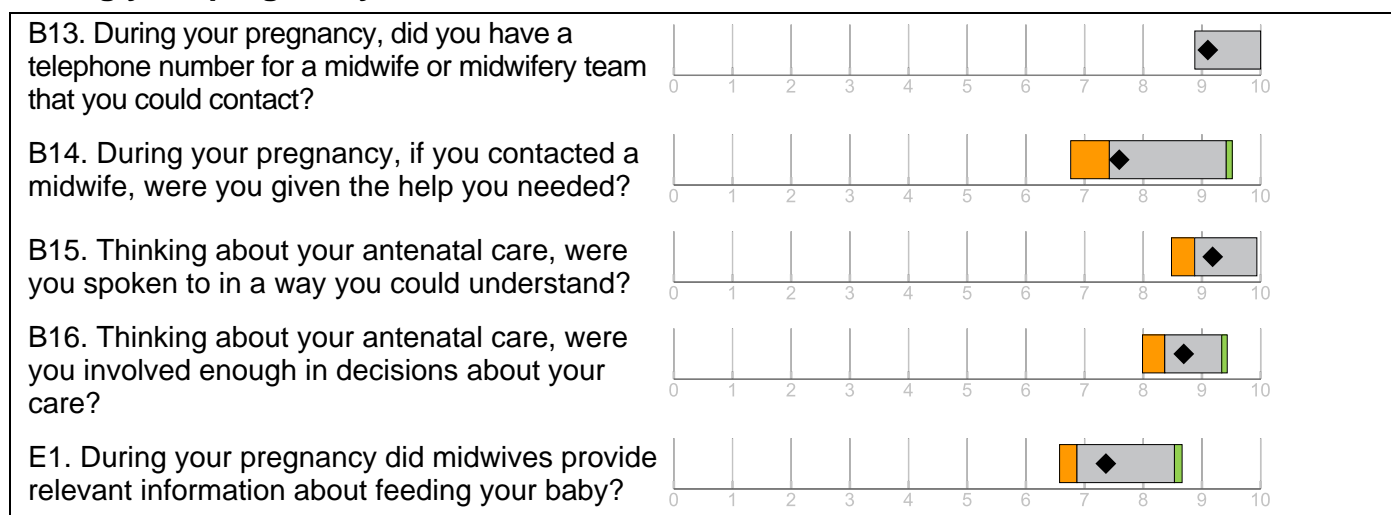 B13. During your pregnancy, did you have a
telephone number for a midwife or midwifery team
that you could contact?
0 1 2 3 4 5 6 7 8 9 10
B14. During your pregnancy, if you contacted a
midwife, were you given the help you needed?
0 1 2 3 4 5 6 7 8 9 10
B15. Thinking about your antenatal care, were
you spoken to in a way you could understand?
0 1 2 3 4 5 6 7 8 9 10
B16. Thinking about your antenatal care, were
you involved enough in decisions about your
care?
0 1 2 3 4 5 6 7 8 9 10
E1. During your pregnancy did midwives provide
relevant information about feeding your baby?
0 1 2 3 4 5 6 7 8 9 10